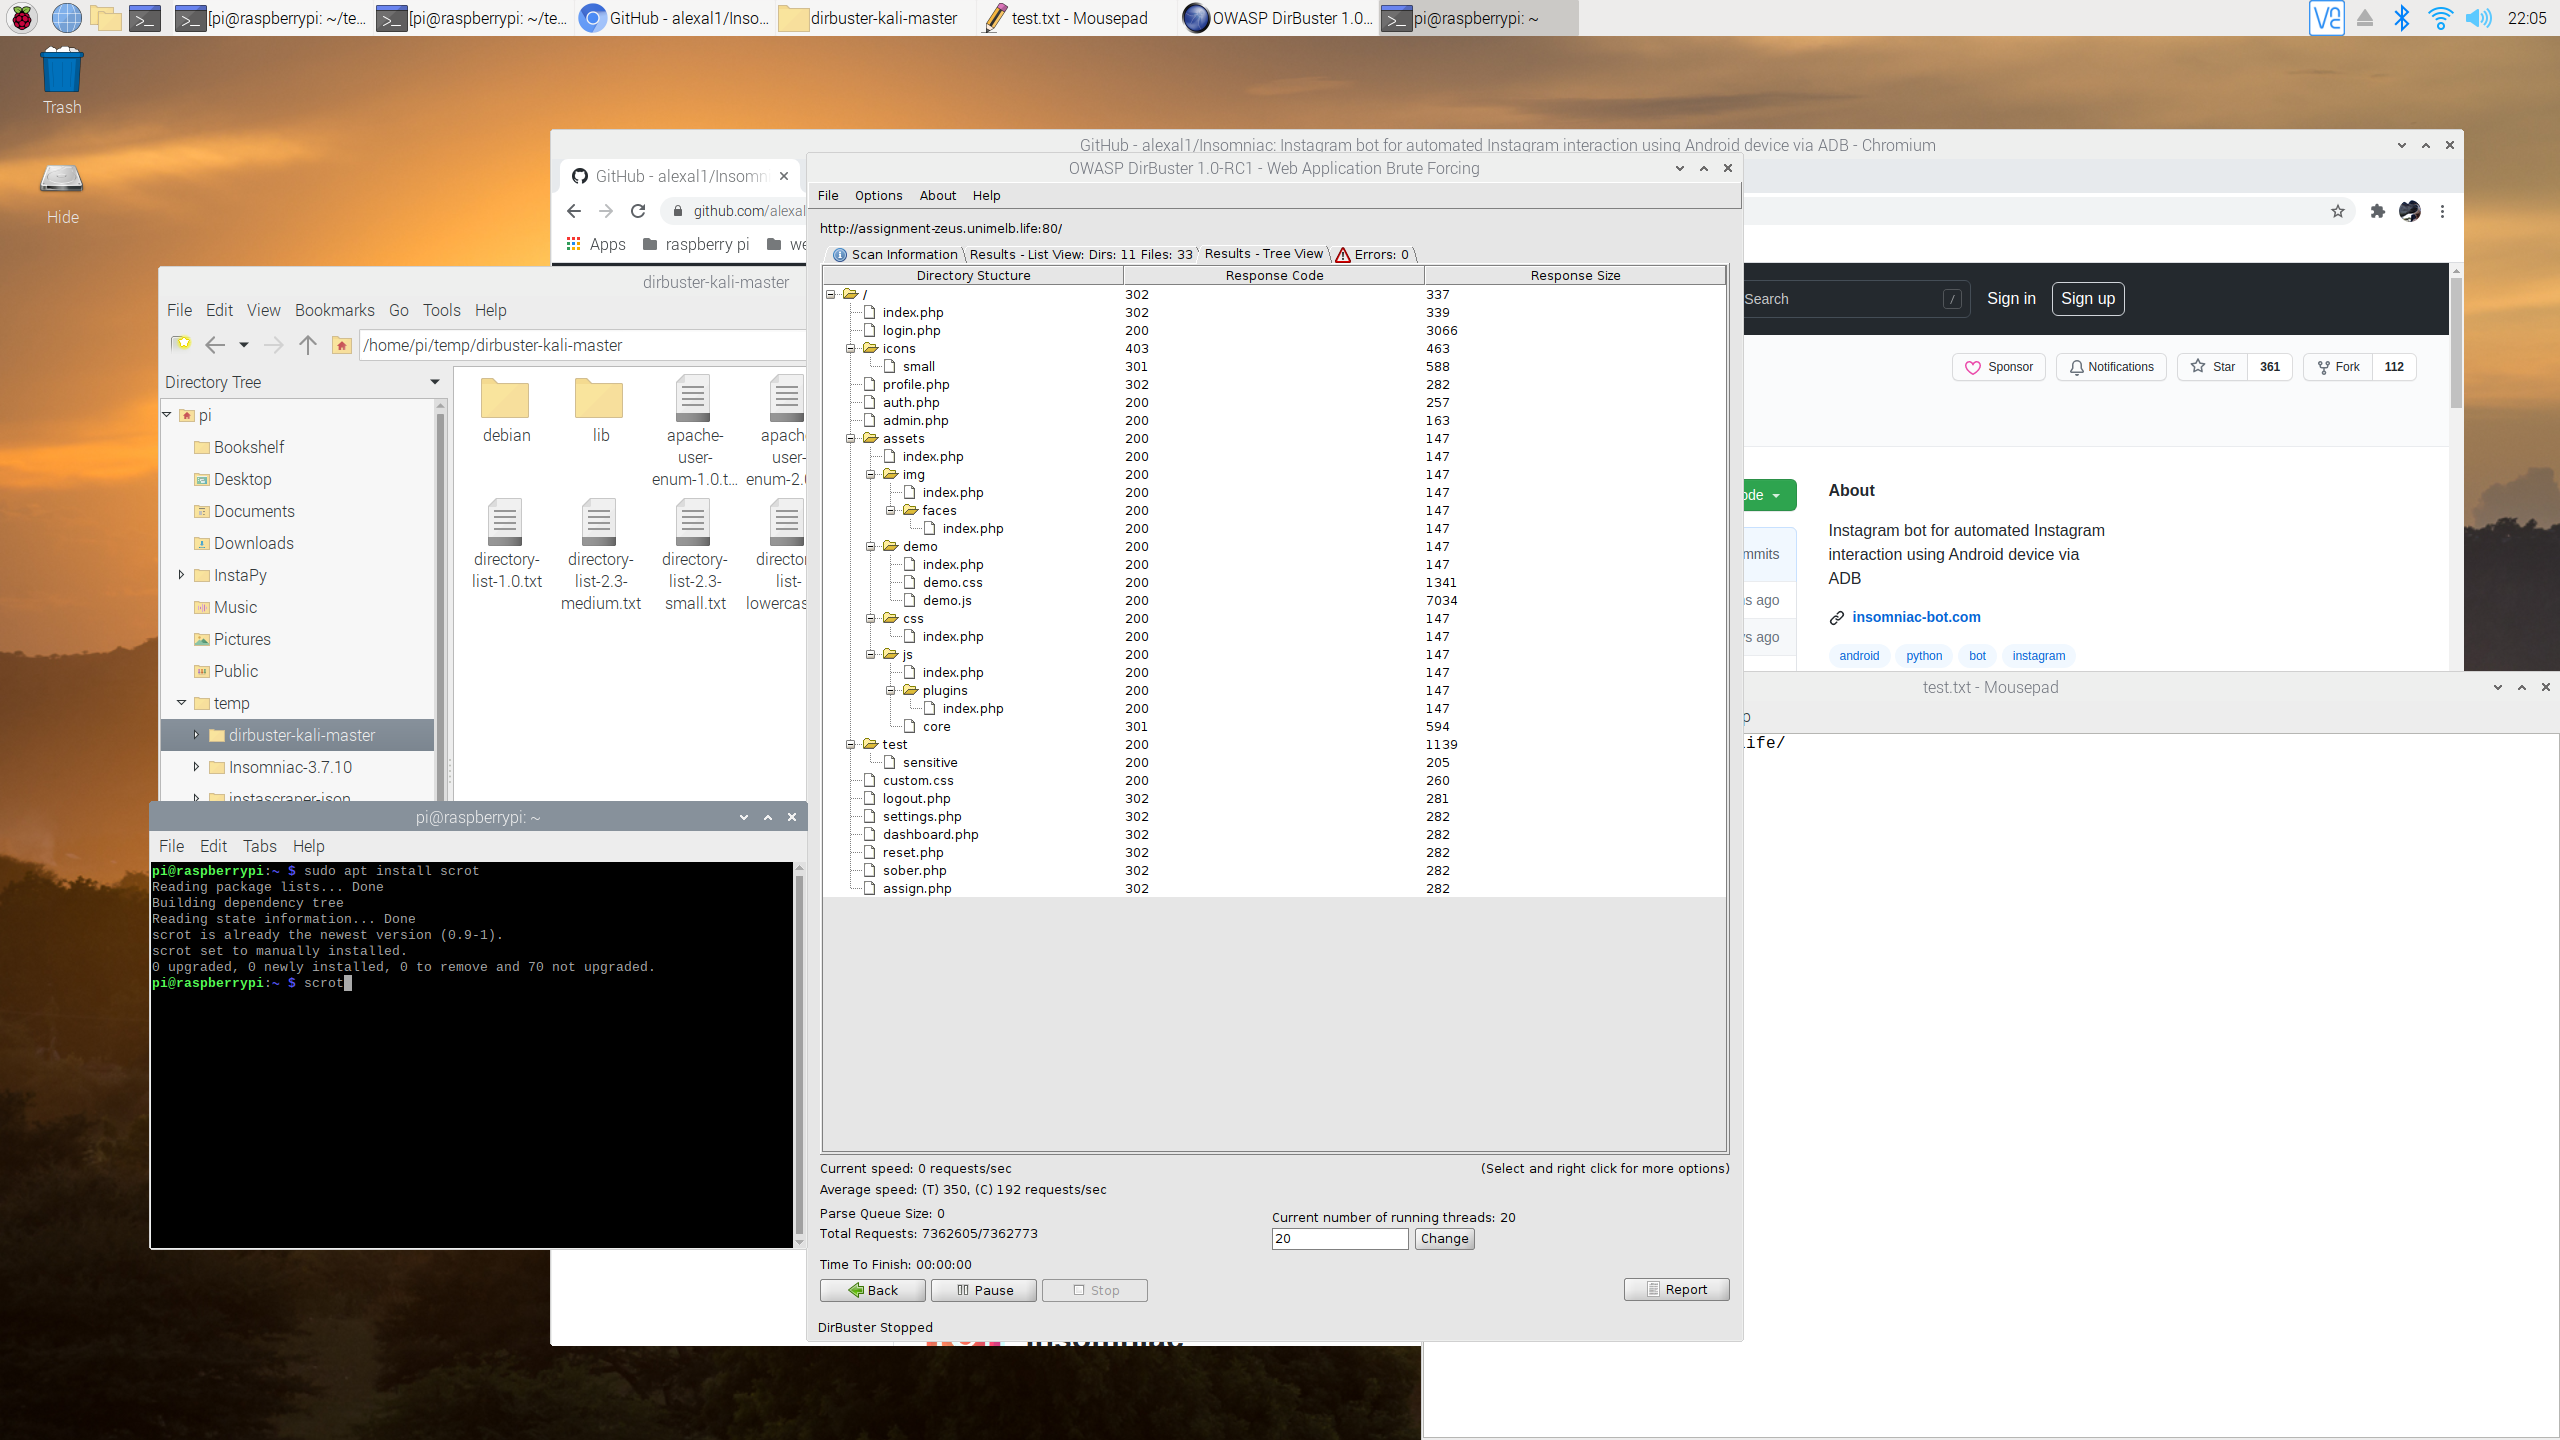 [pi@raspberrypi: ~/te...
[pi@raspberrypi: ~/te...
GitHub - alexal1/Inso...
dirbuster-kali-master
test.txt - Mousepad
OWASP DirBuster 1.0...
pi@raspberrypi: ~
22:05
Trash
Hide
GitHub - alexal1/Insomniac: Instagram bot for automated Instagram interaction using Android device via ADB - Chromium
GitHub - alexal1/Insomn
github.com/alexal
Apps
raspberry pi
we
Search
/
Sign in
Sign up
Sponsor
Notifications
Star
361
Fork
112
ode
About
Instagram bot for automated Instagram
interaction using Android device via
ADB
insomniac-bot.com
android
python
bot
instagram
mmits
s ago
s ago
dirbuster-kali-master
File Edit View Bookmarks Go Tools Help
/home/pi/temp/dirbuster-kali-master
Directory Tree
pi
Bookshelf
Desktop
Documents
Downloads
InstaPy
Music
Pictures
Public
temp
dirbuster-kali-master
Insomniac-3.7.10
instascraper-json
debian
lib
apache-
user-
enum-1.0.t...
apach
user-
enum-2.0
directory-
list-1.0.txt
directory-
list-2.3-
medium.txt
directory-
list-2.3-
small.txt
directo
list-
lowercas
OWASP DirBuster 1.0-RC1 - Web Application Brute Forcing
File Options About Help
http://assignment-zeus.unimelb.life:80/
Scan Information
Results - List View: Dirs: 11 Files: 33
Results - Tree View
Errors: 0
Directory Stucture Response Code Response Size
/ 302 337
index.php 302 339
login.php 200 3066
icons 403 463
small 301 588
profile.php 302 282
auth.php 200 257
admin.php 200 163
assets 200 147
index.php 200 147
img 200 147
index.php 200 147
faces 200 147
index.php 200 147
demo 200 147
index.php 200 147
demo.css 200 1341
demo.js 200 7034
css 200 147
index.php 200 147
js 200 147
index.php 200 147
plugins 200 147
index.php 200 147
core 301 594
test 200 1139
sensitive 200 205
custom.css 200 260
logout.php 302 281
settings.php 302 282
dashboard.php 302 282
reset.php 302 282
sober.php 302 282
assign.php 302 282
Current speed: 0 requests/sec
(Select and right click for more options)
Average speed: (T) 350, (C) 192 requests/sec
Parse Queue Size: 0
Total Requests: 7362605/7362773
Current number of running threads: 20
20
Change
Time To Finish: 00:00:00
Back
Pause
Stop
Report
DirBuster Stopped
test.txt - Mousepad
p
ife/
pi@raspberrypi: ~
File Edit Tabs Help
pi@raspberrypi:~ $ sudo apt install scrot
Reading package lists... Done
Building dependency tree
Reading state information... Done
scrot is already the newest version (0.9-1).
scrot set to manually installed.
0 upgraded, 0 newly installed, 0 to remove and 70 not upgraded.
pi@raspberrypi:~ $ scrot